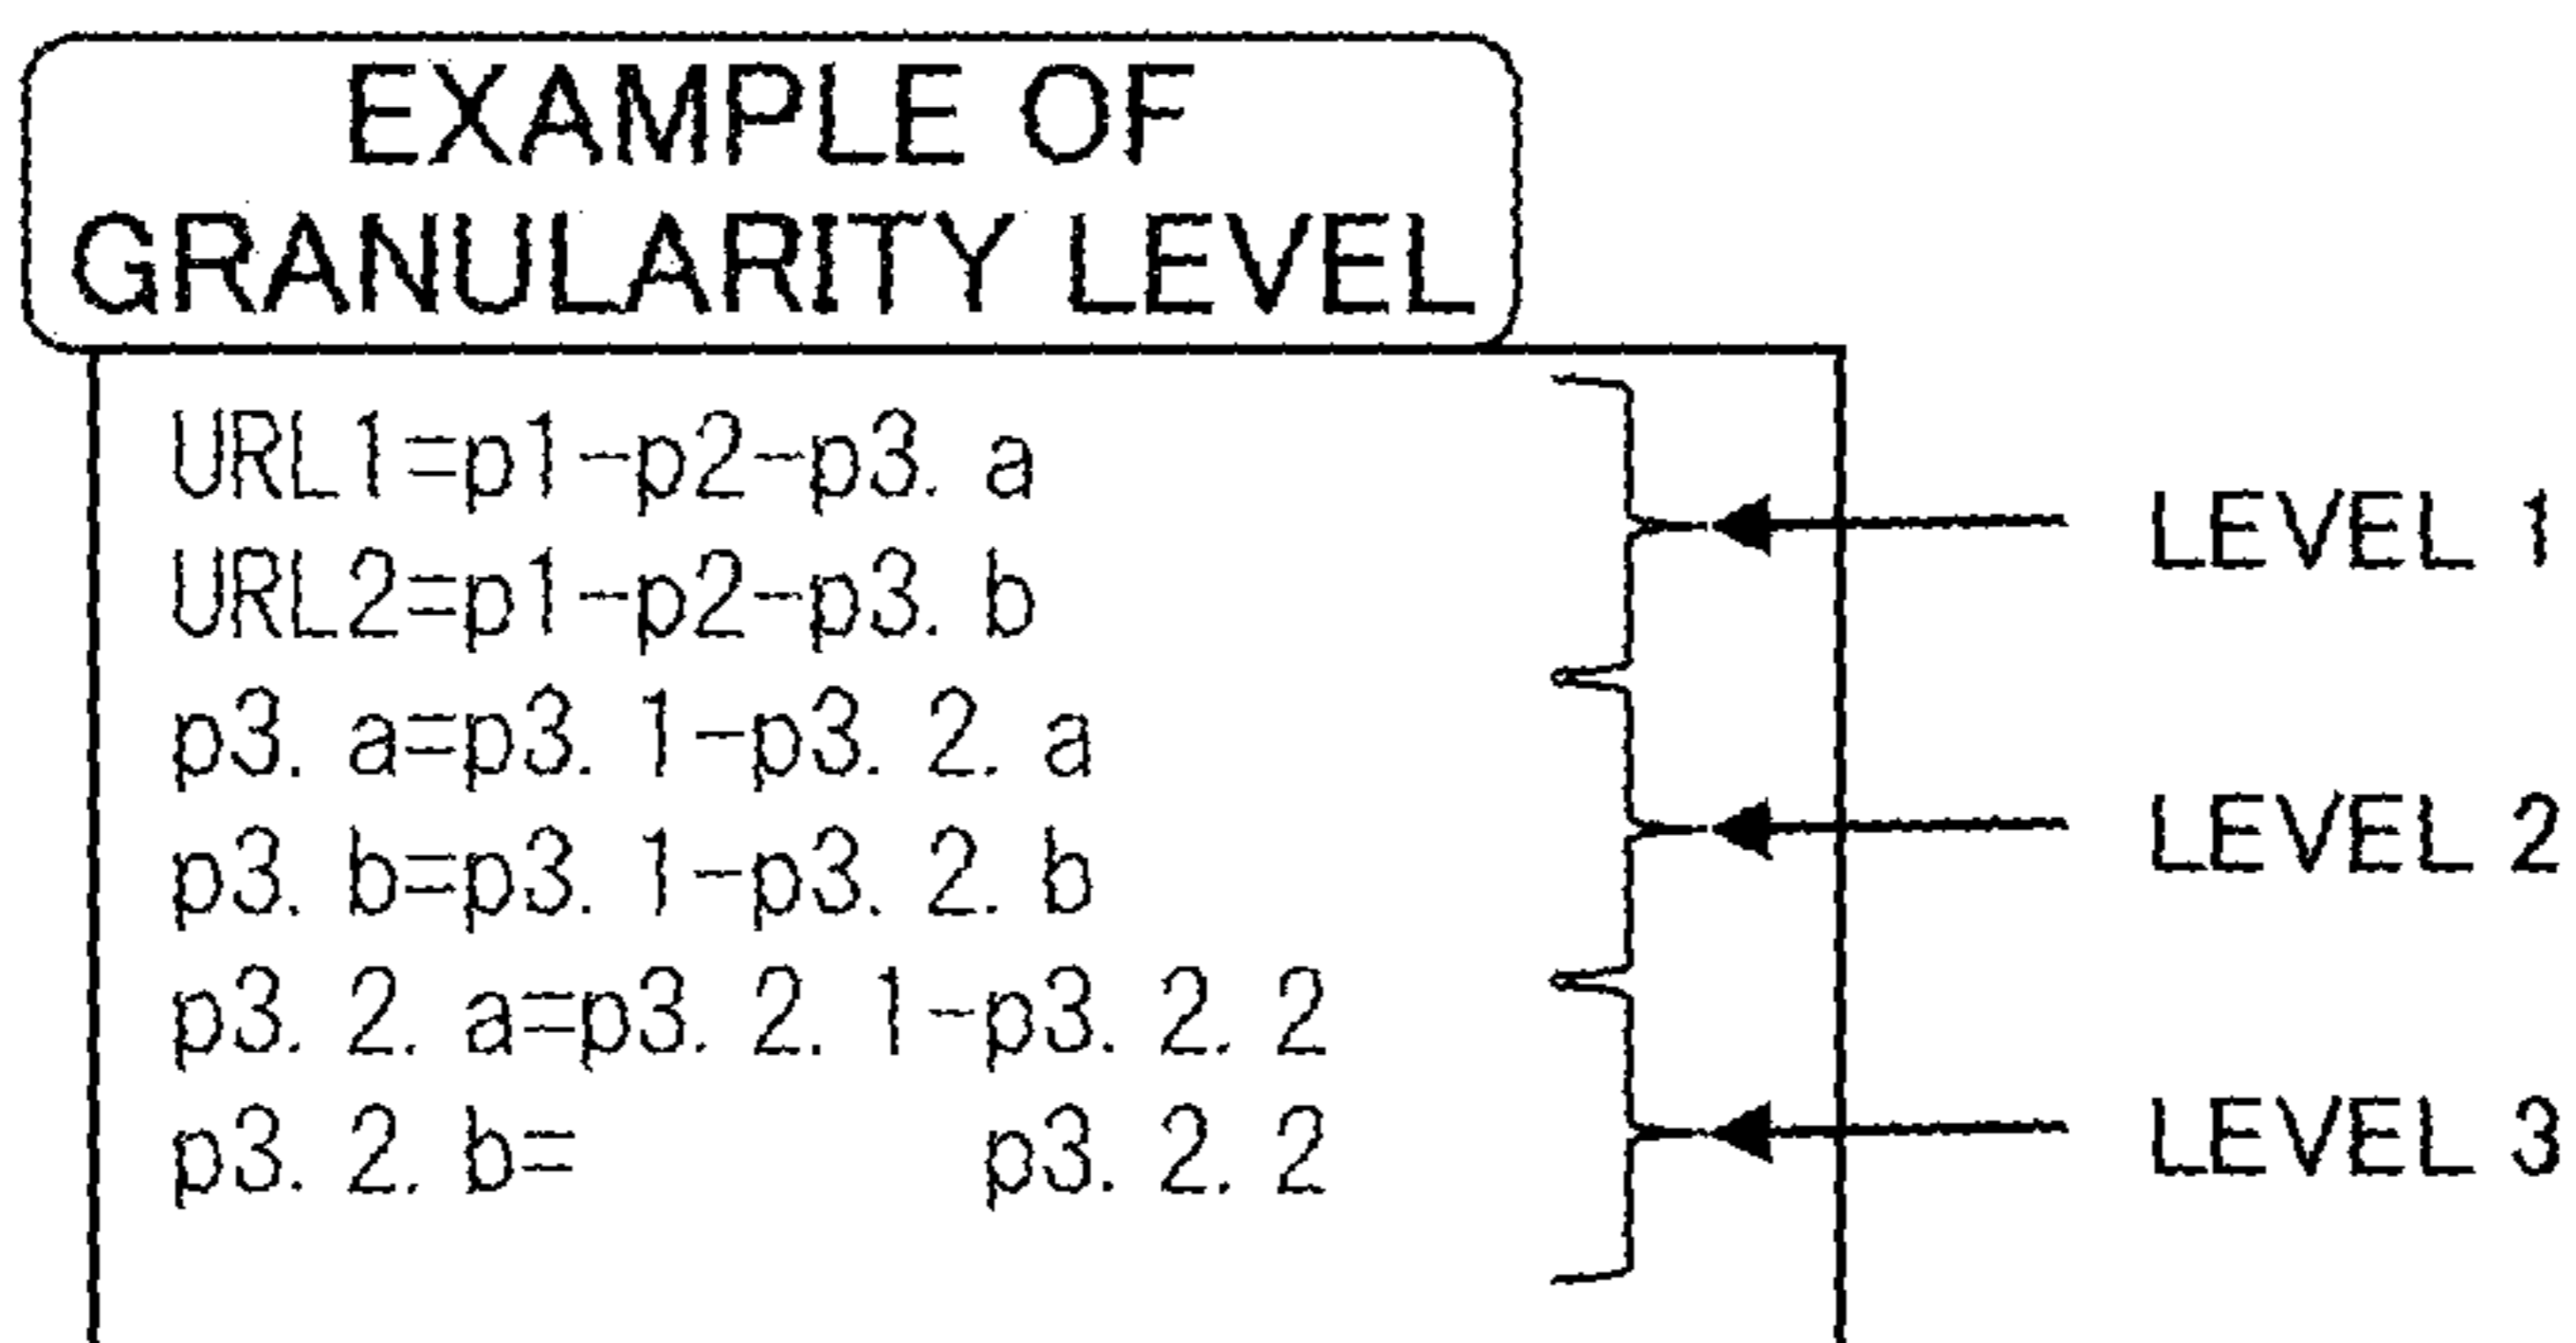 EXAMPLE OF
GRANULARITY LEVEL
URL1=p1-p2-p3. a
URL2=p1-p2-p3. b
LEVEL 1
p3. a=p3. 1-p3. 2. a
p3. b=p3. 1-p3. 2. b
LEVEL 2
p3. 2. a=p3. 2. 1-p3. 2. 2
p3. 2. b= p3. 2. 2
LEVEL 3